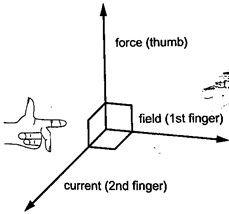 force (thumb)
field (1st finger)
current (2nd finger)